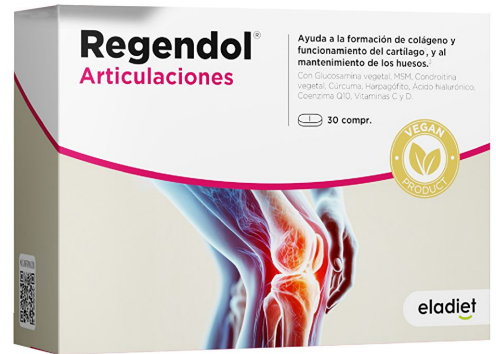 Regendol®
Articulaciones
Ayuda a la formación de colágeno y
funcionamiento del cartílago, y al
mantenimiento de los huesos.
Con Glucosamina vegetal, MSM, Condroitina
vegetal, Cúrcuma, Harpagófito, Ácido hialurónico,
Coenzima Q10, Vitaminas C y D.
30 compr.
VEGAN
PRODUCT
eladiet